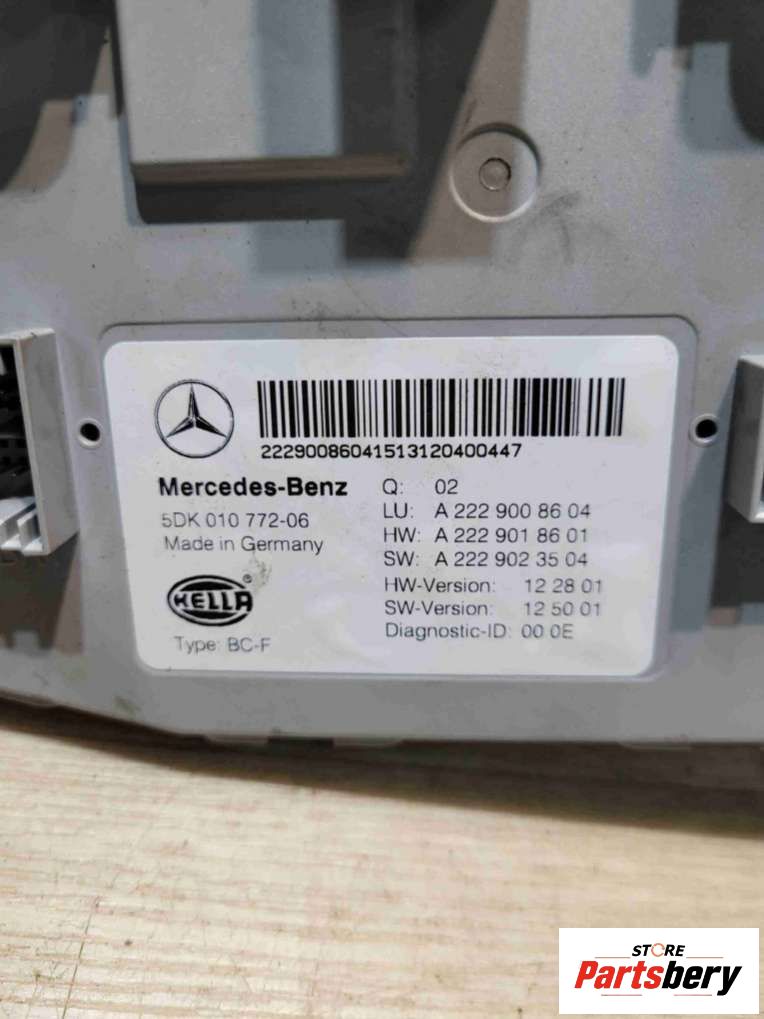 22290086041513120400447
Mercedes-Benz
5DK 010 772-06
Made in Germany
HELLA ®
Type: BC-F
Q: 02
LU: A 222 900 86 04
HW: A 222 901 86 01
SW: A 222 902 35 04
HW-Version: 12 28 01
SW-Version: 12 50 01
Diagnostic-ID: 00 0E
STORE
Partsbery